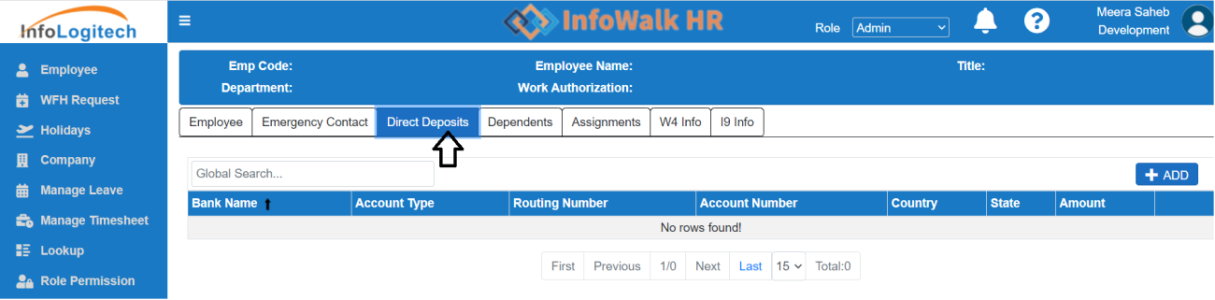 InfoLogitech
InfoWalk HR
Role Admin
?
Meera Saheb
Development
Employee
WFH Request
Holidays
Company
Manage Leave
Manage Timesheet
Lookup
Role Permission
Emp Code: Employee Name: Title:
Department: Work Authorization:
Employee Emergency Contact Direct Deposits Dependents Assignments W4 Info I9 Info
Global Search...
+ ADD
Bank Name Account Type Routing Number Account Number Country State Amount
No rows found!
First Previous 1/0 Next Last 15 Total:0